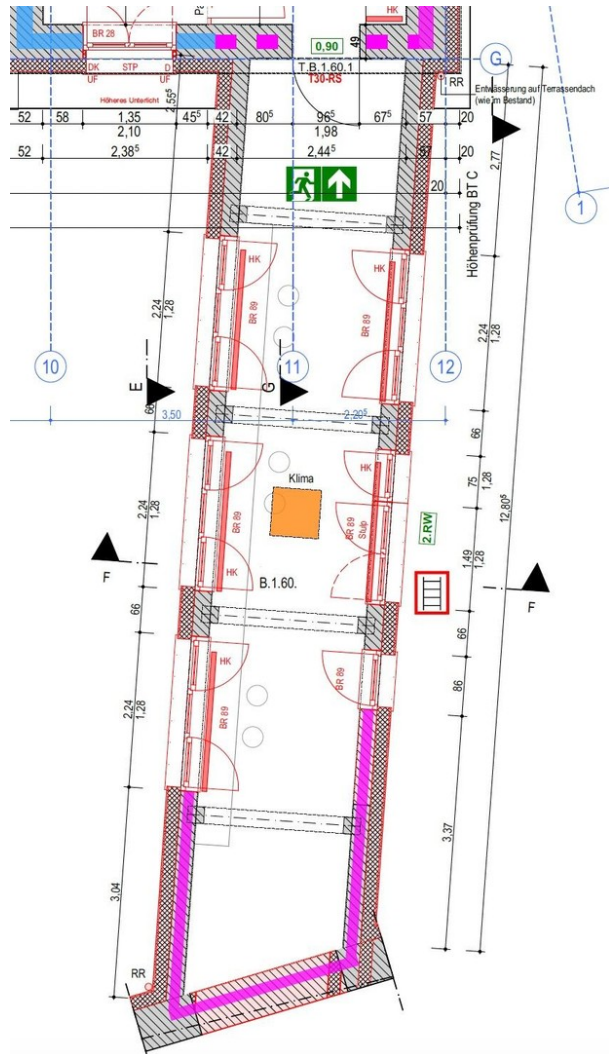 BR 28
Pa
HK
49
0,90
DK STP D
UF UF
T.B.1.60.1
T30-RS
G
RR
Höheres Unterlicht
2,55⁵
Entwässerung auf Terrassendach
(wie im Bestand)
52 58 1,35 45⁵ 42 80⁵ 96⁵ 67⁵ 57 20
2,10 1,98
52 2,38⁵ 42 2,44⁵ 57 20
2,77
20
Höhenprüfung BT C
1
HK
HK
BR 89
BR 89
2,24
1,28
2,24
1,28
10
11
12
E
G
66
3,50
2,20⁵
66
HK
Klima
BR 89
BR 89
Stulp
2,24
1,28
75
1,28
12,80⁵
2.RW
1,49
1,28
F
HK
B.1.60.
F
66
66
HK
BR 89
BR 89
86
2,24
1,28
3,37
3,04
RR